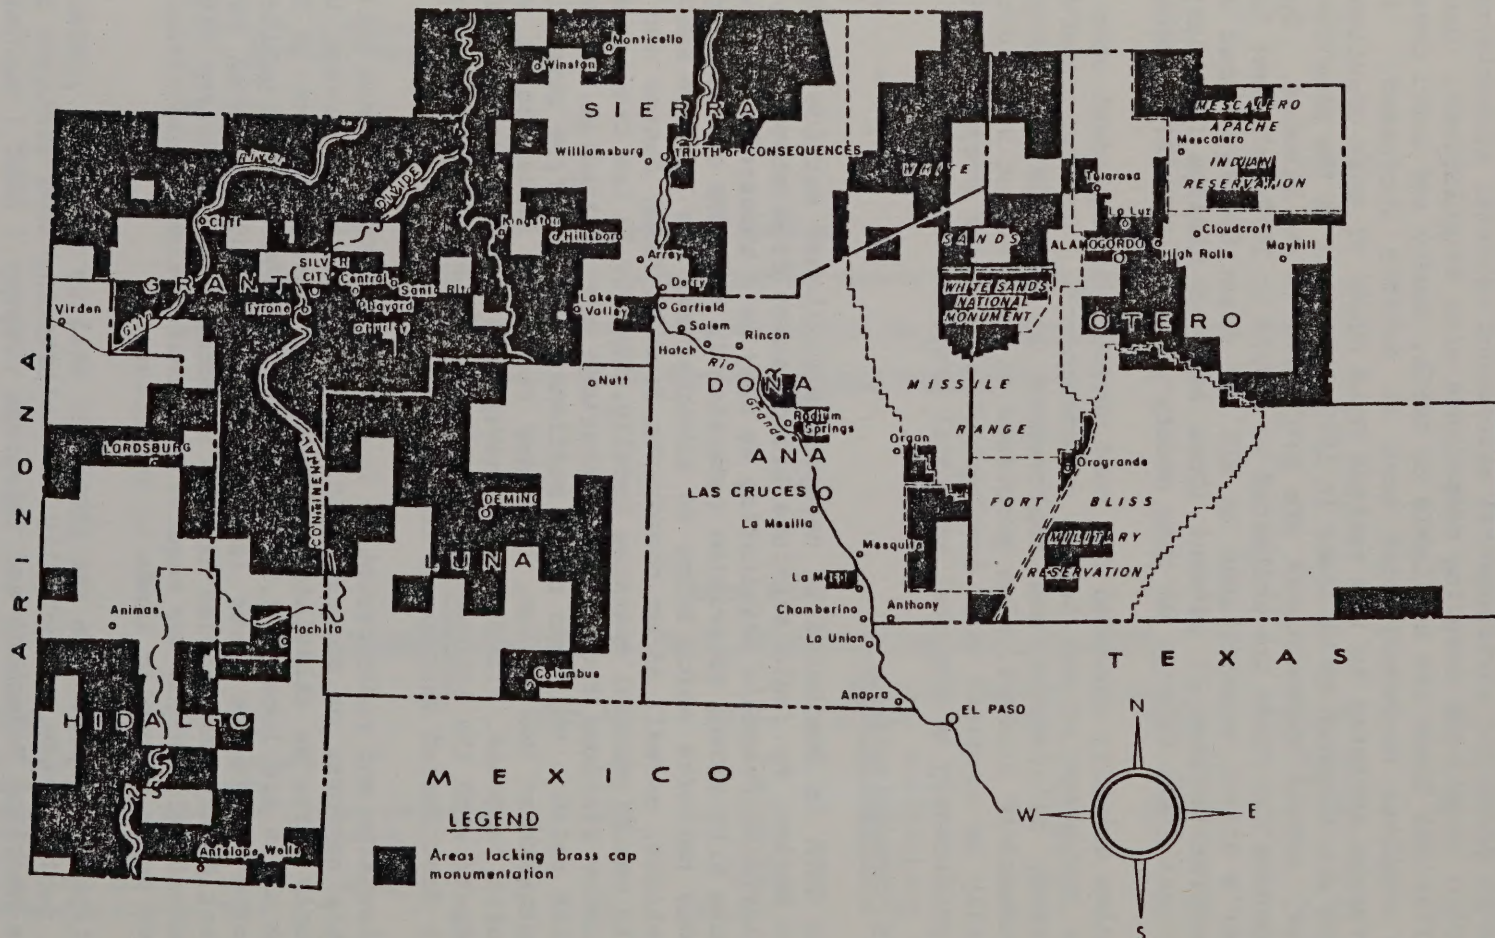 Monticello
Winston
SIERRA
MESCALERO
APACHE
Mescalero
INDIAN
RESERVATION
River
Williamsburg
TRUTH or CONSEQUENCES
WHITE
DIVIDE
Tularosa
La Luz
Cliff
Kingston
Hillsboro
SANDS
ALAMOGORDO
Cloudcroft
High Rolls
Mayhill
SILVER
CITY
Central
Santa Rita
Arrey
Derry
GRANT
Bayard
Hurley
Tyrone
Lake
Valley
Garfield
WHITE SANDS
NATIONAL
MONUMENT
Virden
Gila
Salem
Hatch
Rincon
Rio
OTERO
Nutt
DOÑA
MISSILE
Grande
Radium
Springs
RANGE
ARIZONA
LORDSBURG
Organ
ANA
Orogrande
CONTINENTAL
DEMING
LAS CRUCES
FORT BLISS
La Mesilla
MILITARY
RESERVATION
Mesquite
LUNA
La Mesa
Animas
Hachita
Chamberino
Anthony
La Union
TEXAS
Columbus
Anapra
EL PASO
HIDALGO
MEXICO
N
W
E
S
LEGEND
Areas lacking brass cap
monumentation
Antelope Wells